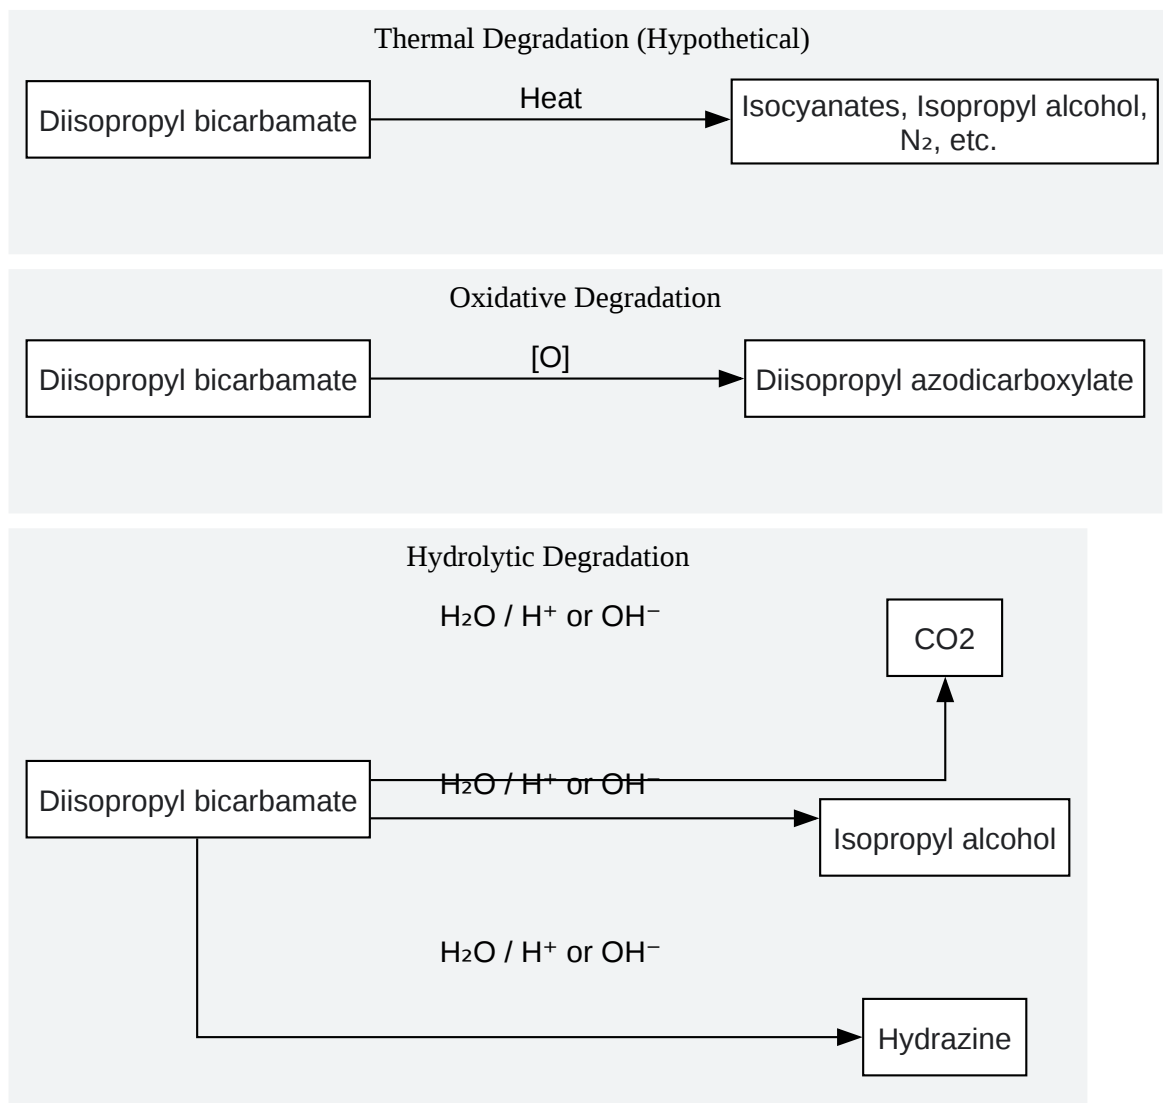 Thermal Degradation (Hypothetical)
Heat
Diisopropyl bicarbamate
Isocyanates, Isopropyl alcohol,
N₂, etc.
Oxidative Degradation
[O]
Diisopropyl bicarbamate
Diisopropyl azodicarboxylate
Hydrolytic Degradation
H₂O / H⁺ or OH⁻
CO2
H₂O / H⁺ or OH⁻
Diisopropyl bicarbamate
Isopropyl alcohol
H₂O / H⁺ or OH⁻
Hydrazine